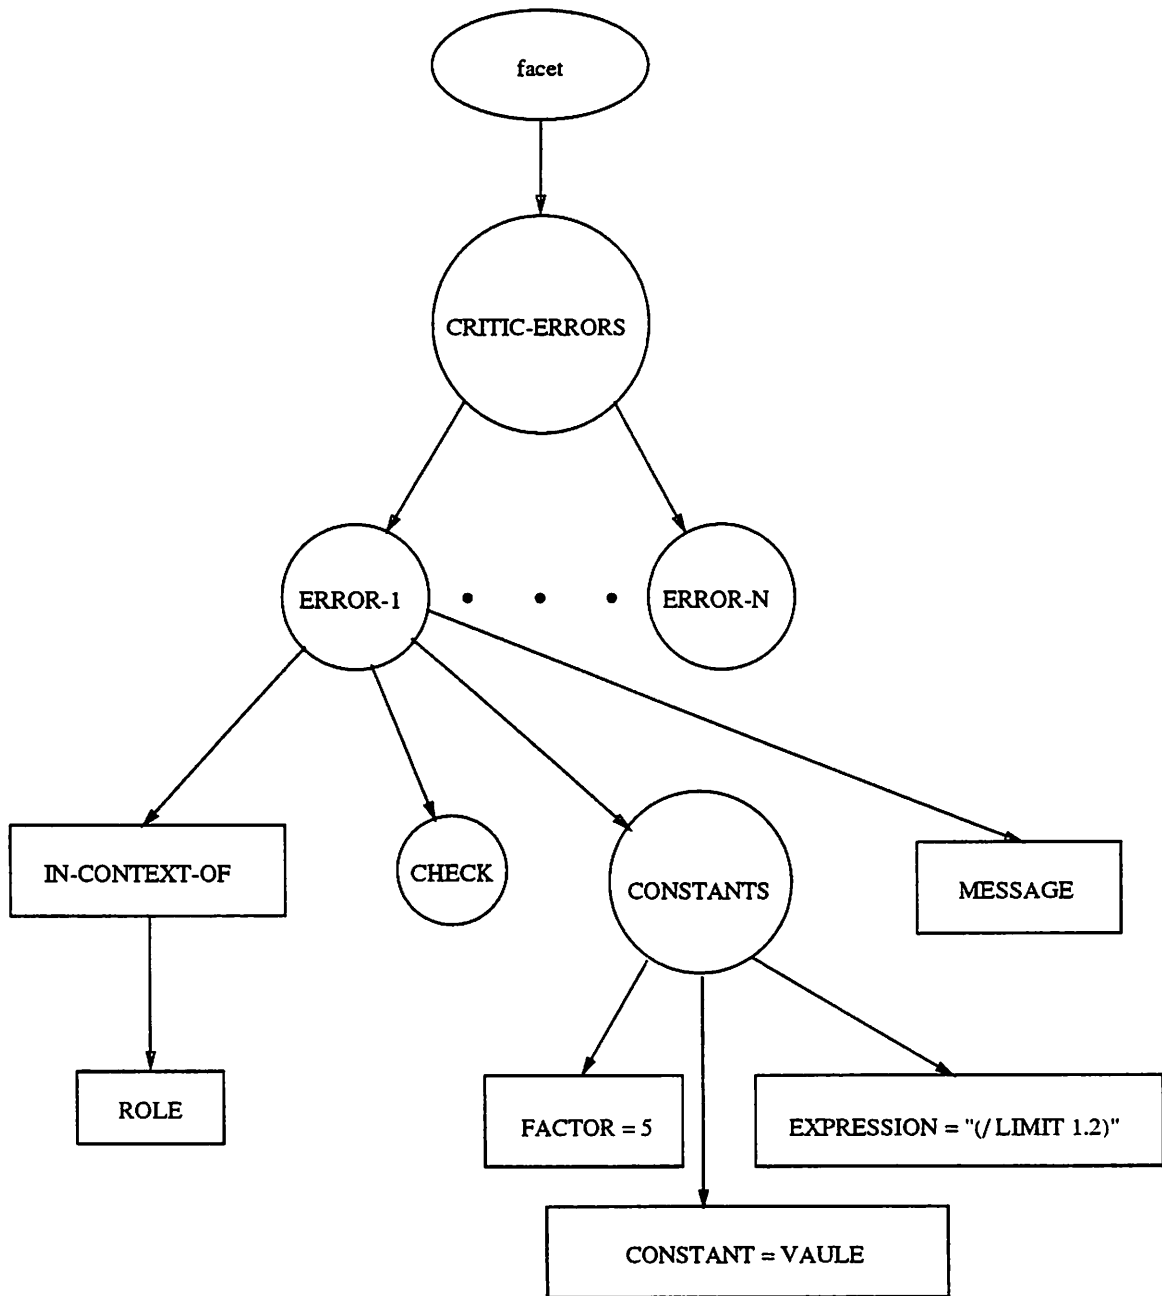 facet
CRITIC-ERRORS
ERROR-1
ERROR-N
IN-CONTEXT-OF
CHECK
CONSTANTS
MESSAGE
ROLE
FACTOR = 5
EXPRESSION = "(/ LIMIT 1.2)"
CONSTANT = VAULE